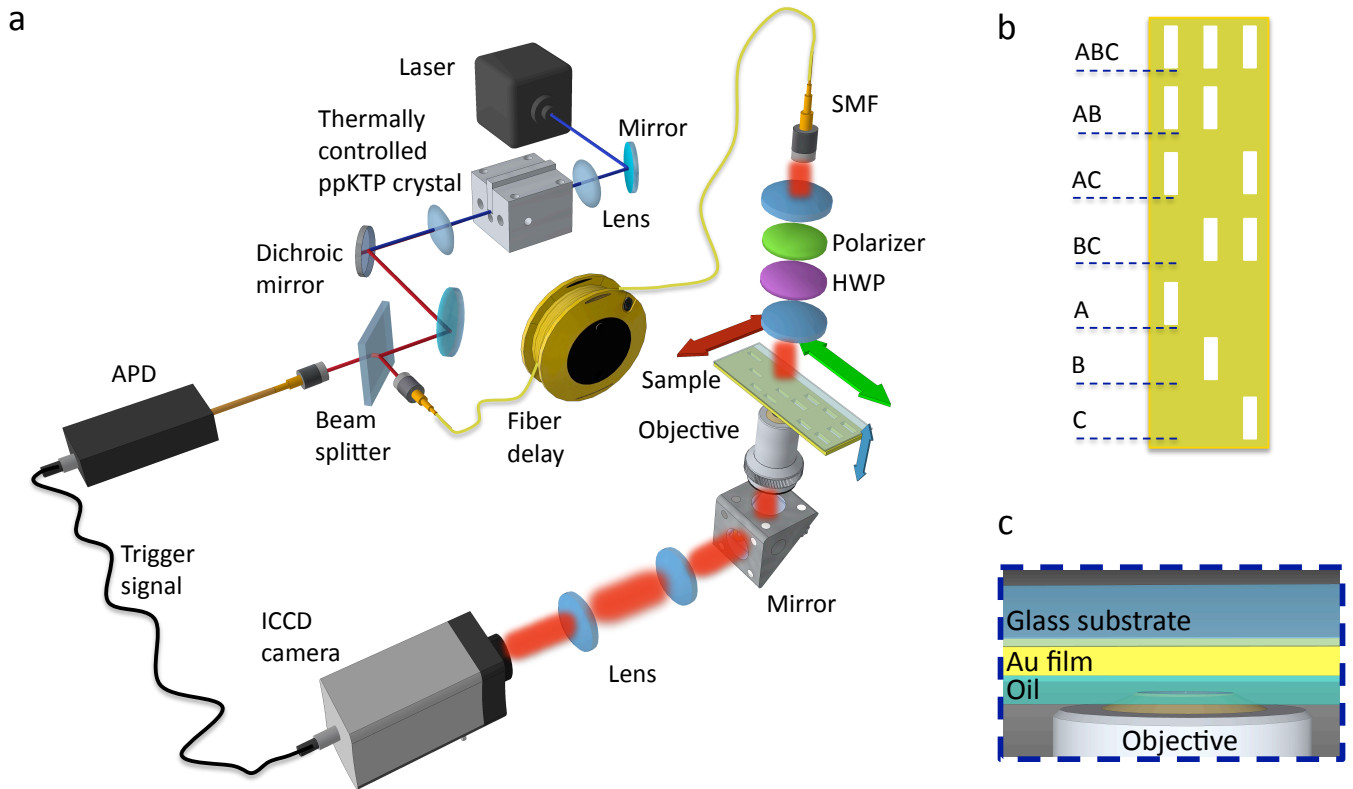 a
Laser
Thermally
controlled
ppKTP crystal
Mirror
Lens
Dichroic
mirror
SMF
Polarizer
HWP
APD
Beam
splitter
Fiber
delay
Sample
Objective
Trigger
signal
ICCD
camera
Lens
Mirror
b
ABC
AB
AC
BC
A
B
C
c
Glass substrate
Au film
Oil
Objective